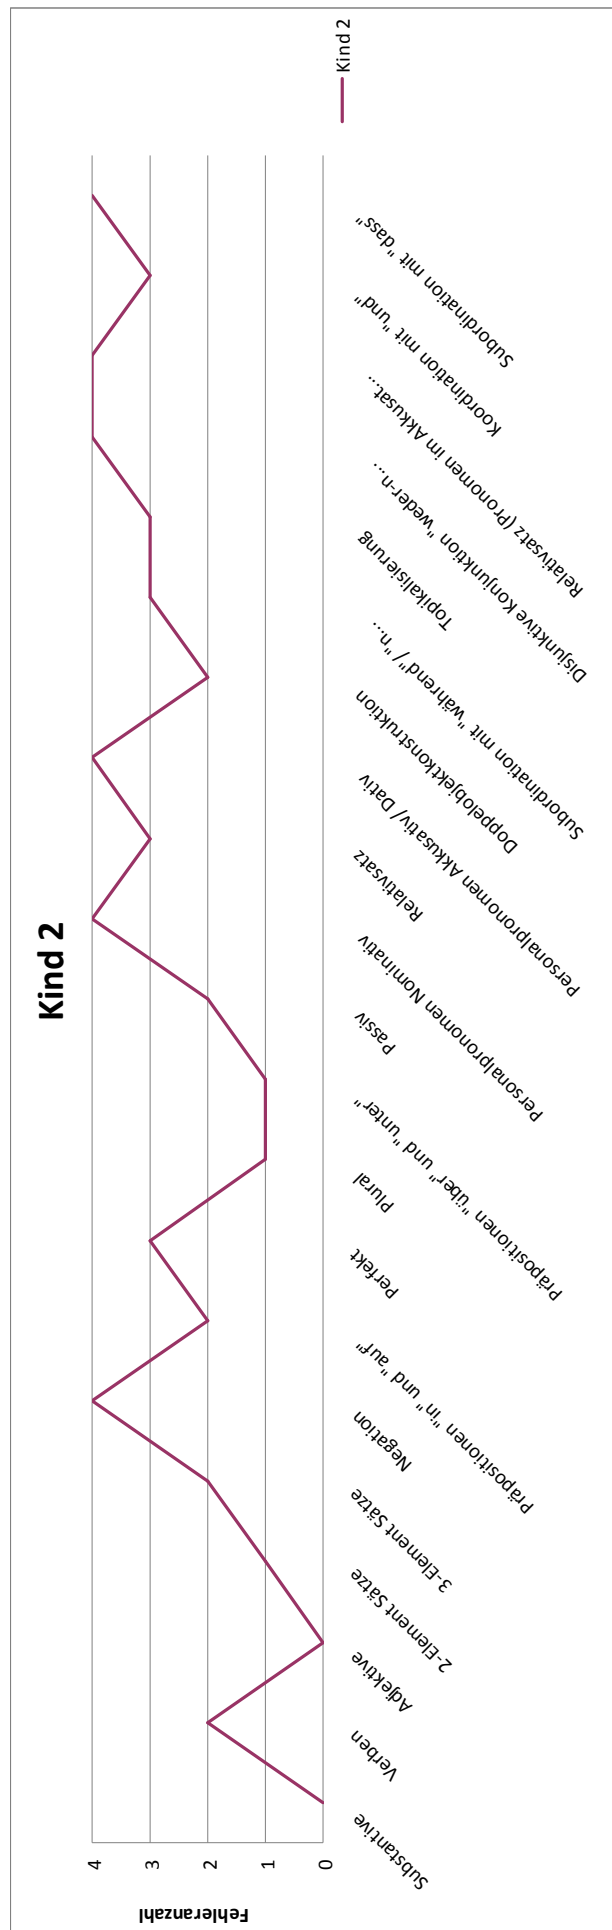 Kind 2
Fehleranzahl
4
3
2
1
0
Substantive
Verben
Adjektive
2-Element Sätze
3-Element Sätze
Negation
Präpositionen "in" und "auf"
Perfekt
Plural
Präpositionen "über" und "unter"
Passiv
Personalpronomen Nominativ
Relativsatz
Personalpronomen Akkusativ/ Dativ
Doppelobjektkonstruktion
Subordination mit "während"/ "n...
Topikalisierung
Disjunktive Konjunktion "weder-n...
Relativsatz (Pronomen im Akkusat...
Koordination mit "und"
Subordination mit "dass"
Kind 2